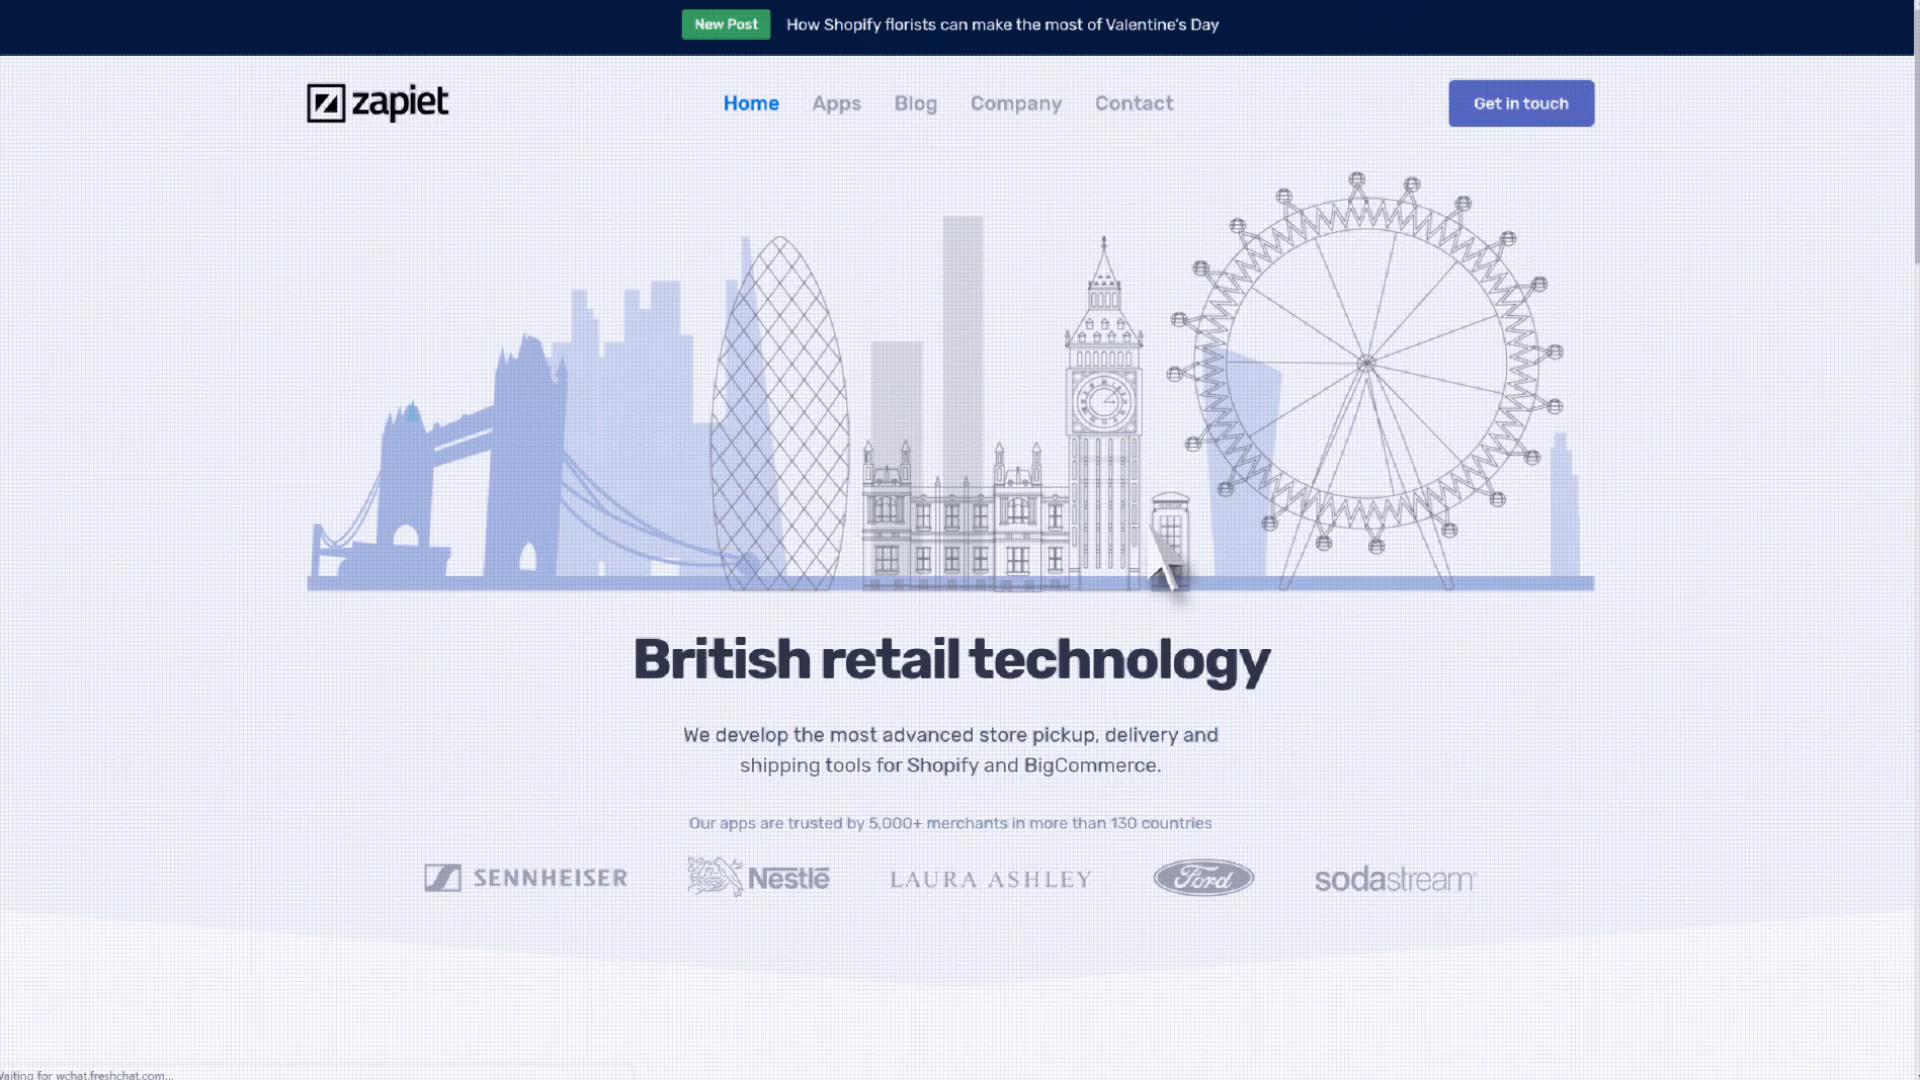 New Post How Shopify florists can make the most of Valentine's Day
zapiet Home Apps Blog Company Contact Get in touch
British retail technology
We develop the most advanced store pickup, delivery and
shipping tools for Shopify and BigCommerce.
Our apps are trusted by 5,000+ merchants in more than 130 countries
SENNHEISER Nestlé LAURA ASHLEY Ford sodastream
Waiting for wchat.freshchat.com...